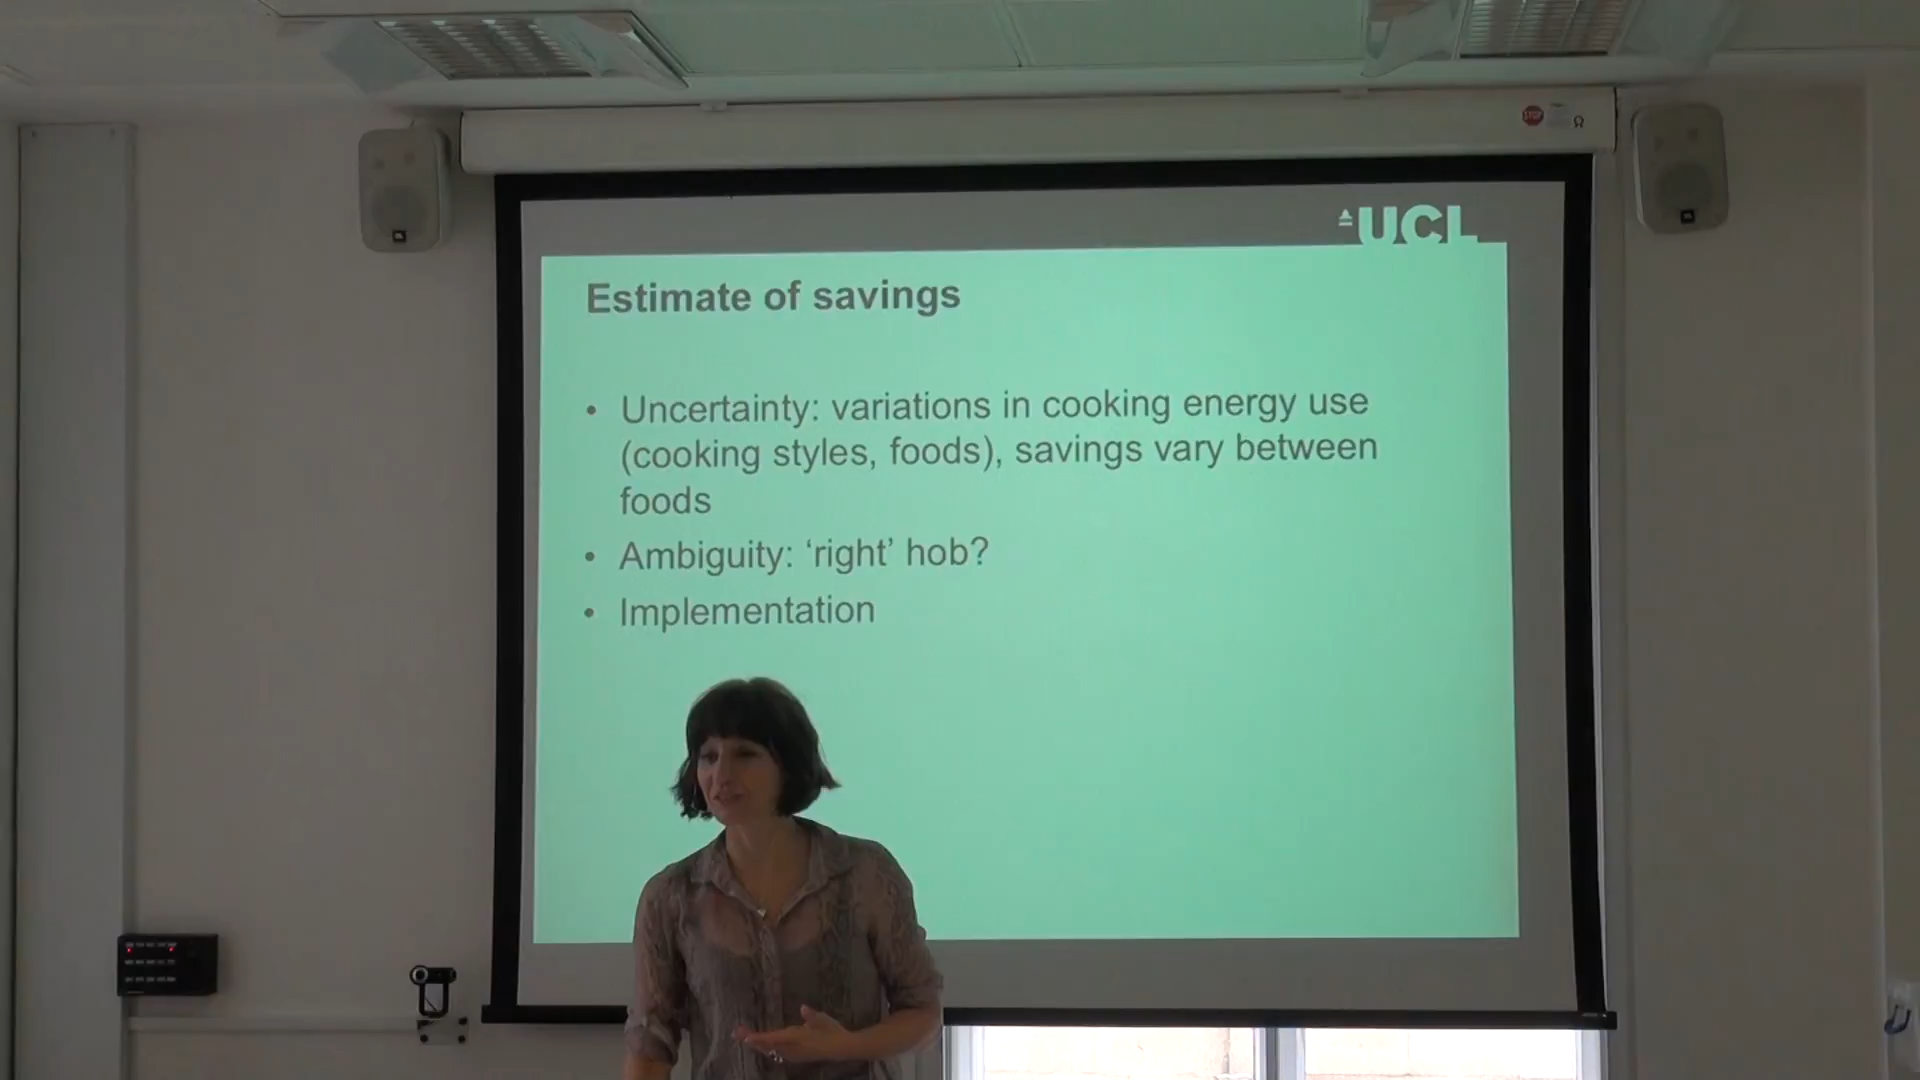 STOP
UCL
Estimate of savings
• Uncertainty: variations in cooking energy use
(cooking styles, foods), savings vary between
foods
• Ambiguity: ‘right’ hob?
• Implementation